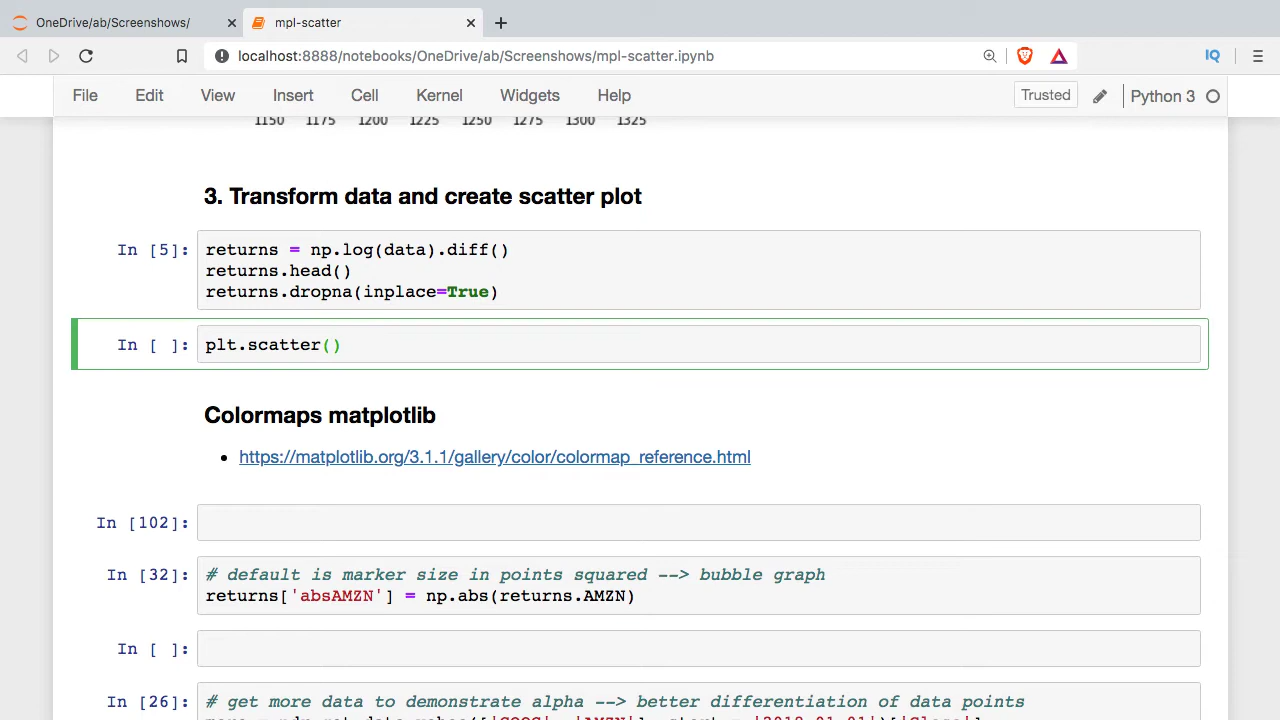 OneDrive/ab/Screenshows/
mpl-scatter
localhost:8888/notebooks/OneDrive/ab/Screenshows/mpl-scatter.ipynb
IQ
File Edit View Insert Cell Kernel Widgets Help Trusted Python 3
1150 1175 1200 1225 1250 1275 1300 1325
3. Transform data and create scatter plot
In [5]: returns = np.log(data).diff()
returns.head()
returns.dropna(inplace=True)
In [ ]: plt.scatter()
Colormaps matplotlib
https://matplotlib.org/3.1.1/gallery/color/colormap_reference.html
In [102]:
In [32]: # default is marker size in points squared --> bubble graph
returns['absAMZN'] = np.abs(returns.AMZN)
In [ ]:
In [26]: # get more data to demonstrate alpha --> better differentiation of data points